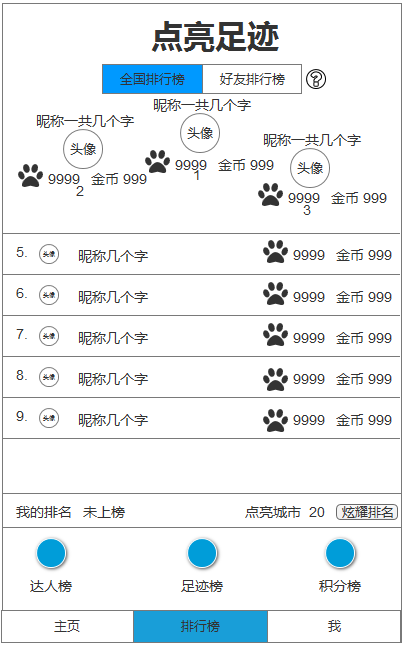 点亮足迹
全国排行榜 好友排行榜 ?
昵称一共几个字
头像
9999 金币 999
2
昵称一共几个字
头像
9999 金币 999
1
昵称一共几个字
头像
9999 金币 999
3
5. 头像 昵称几个字 9999 金币 999
6. 头像 昵称几个字 9999 金币 999
7. 头像 昵称几个字 9999 金币 999
8. 头像 昵称几个字 9999 金币 999
9. 头像 昵称几个字 9999 金币 999
我的排名 未上榜 点亮城市 20 炫耀排名
达人榜 足迹榜 积分榜
主页 排行榜 我